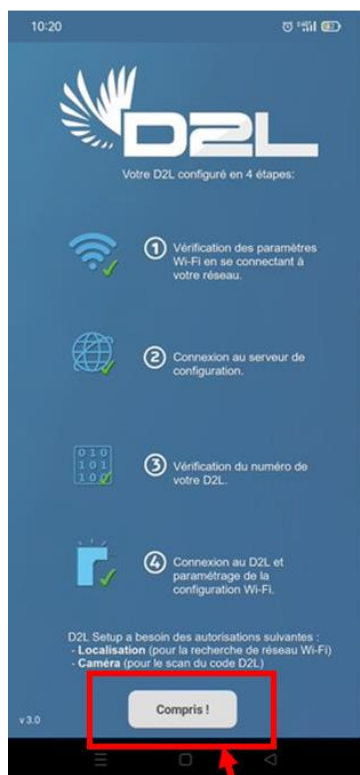 10:20
D2L
Votre D2L configuré en 4 étapes:
1 Vérification des paramètres
Wi-Fi en se connectant à
votre réseau.
2 Connexion au serveur de
configuration.
010
101
100
3 Vérification du numéro de
votre D2L.
4 Connexion au D2L et
paramétrage de la
configuration Wi-Fi.
D2L Setup a besoin des autorisations suivantes :
- Localisation (pour la recherche de réseau Wi-Fi)
- Caméra (pour le scan du code D2L)
Compris !
v 3.0